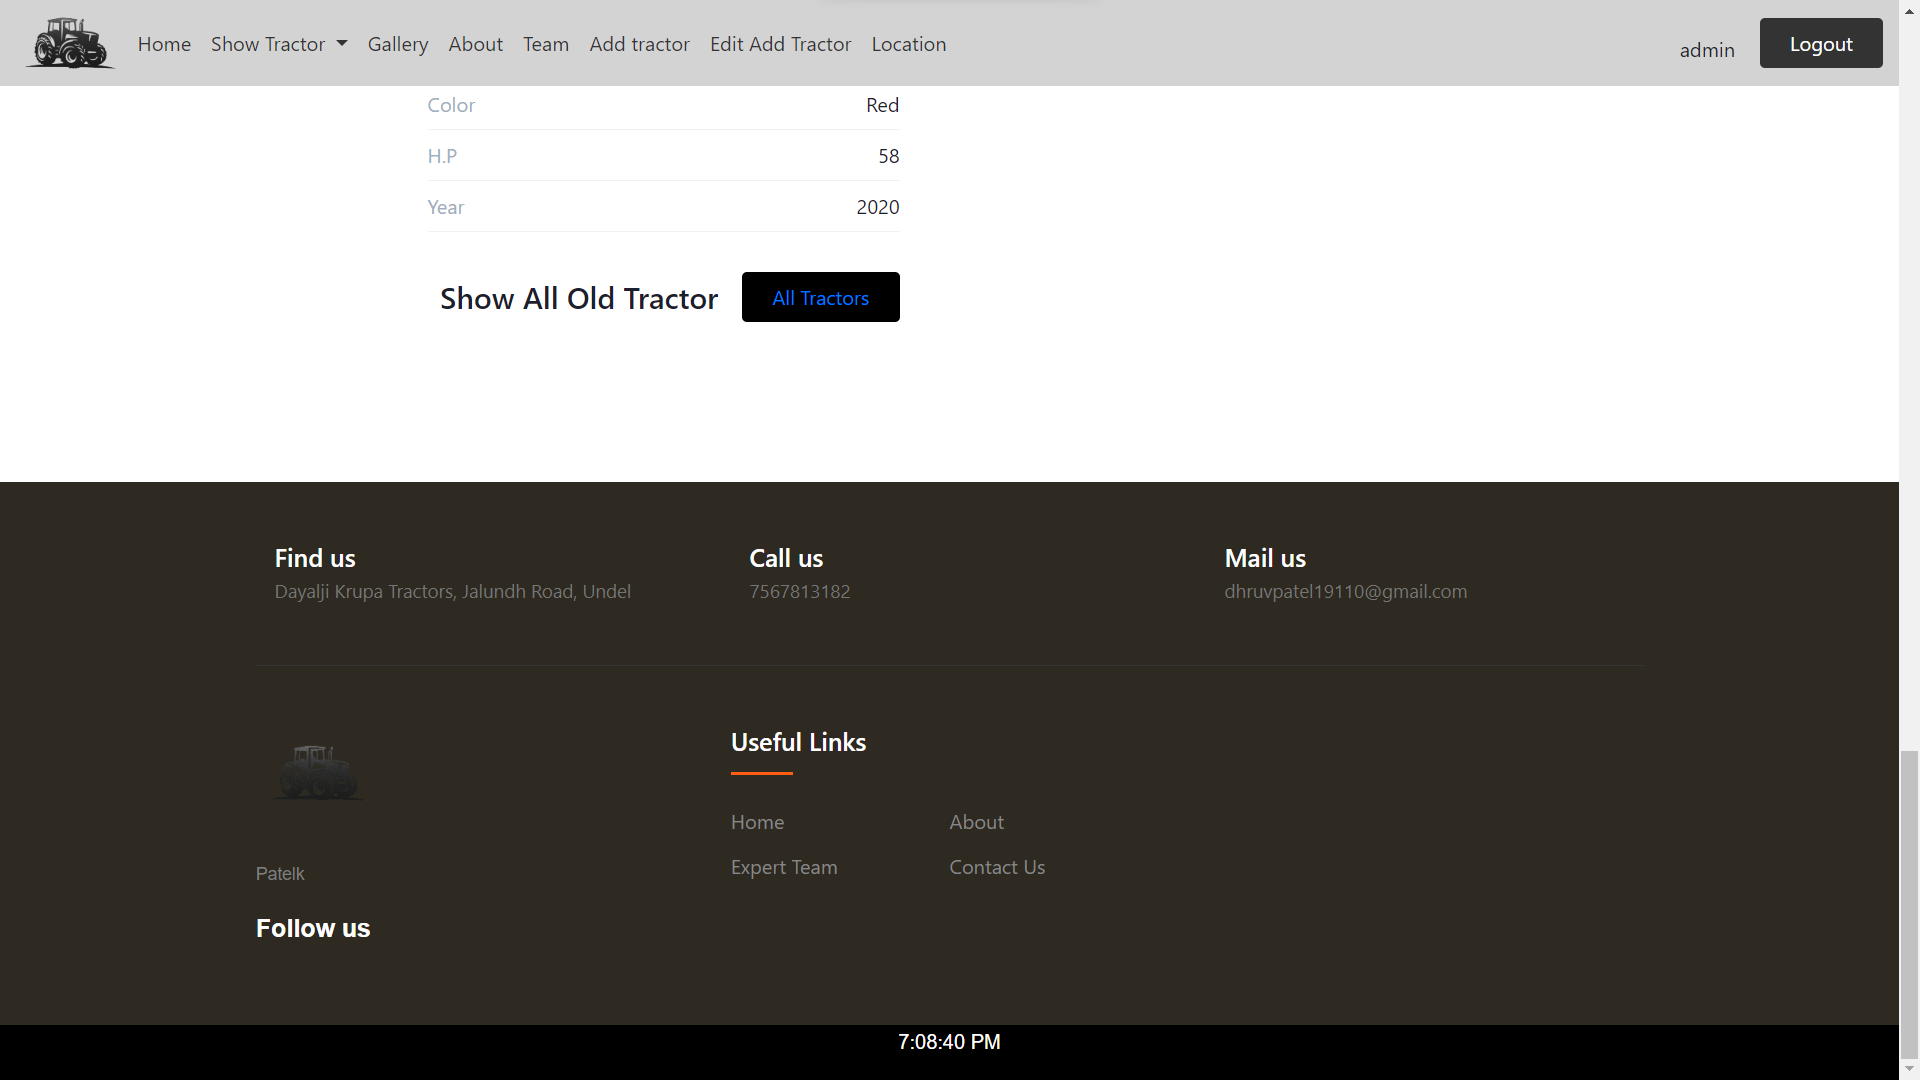 Home Show Tractor Gallery About Team Add tractor Edit Add Tractor Location admin Logout
Color Red
H.P 58
Year 2020
Show All Old Tractor All Tractors
Find us Call us Mail us
Dayalji Krupa Tractors, Jalundh Road, Undel 7567813182 dhruvpatel19110@gmail.com
Useful Links
Home About
Expert Team Contact Us
Patelk
Follow us
7:08:40 PM